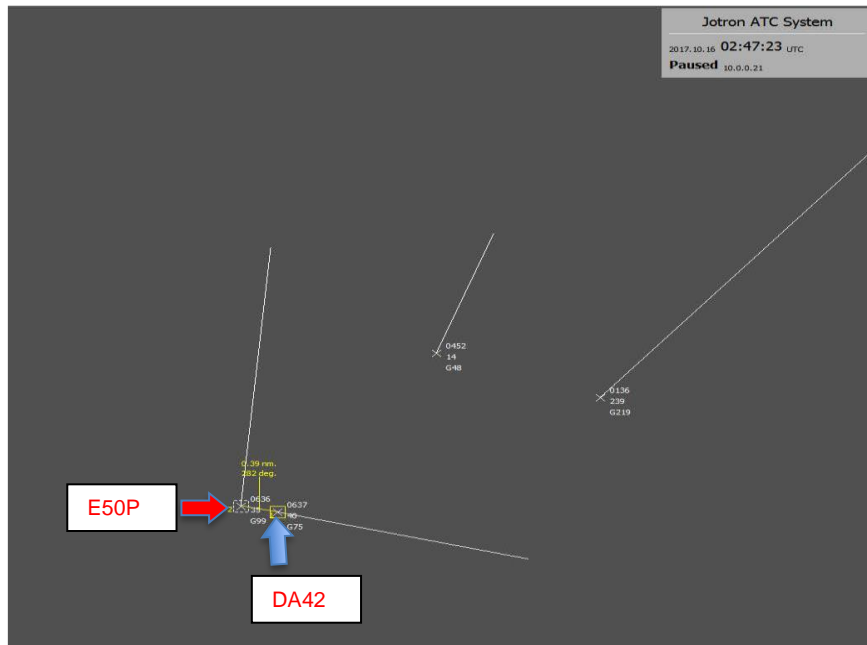 Jotron ATC System
2017.10.16 02:47:23 UTC
Paused 10.0.0.21
0452
14
G48
0136
239
G219
0.39 nm.
282 deg.
0636
G99
0637
46
G75
E50P
DA42